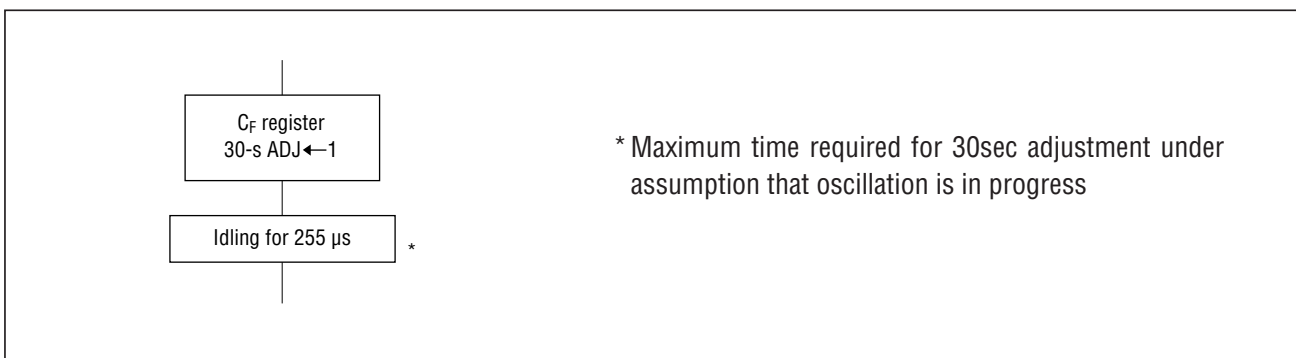 C_F register
30-s ADJ←1
Idling for 255 µs
*
* Maximum time required for 30sec adjustment under
assumption that oscillation is in progress